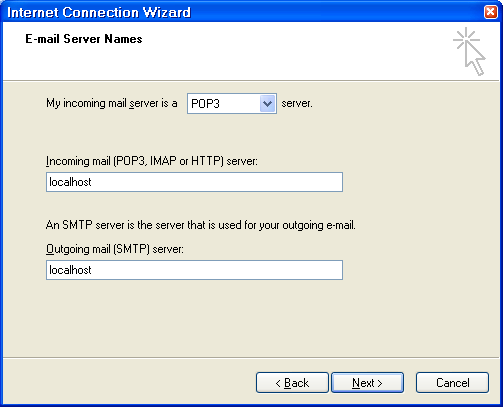 Internet Connection Wizard
E-mail Server Names
My incoming mail server is a POP3 server.
Incoming mail (POP3, IMAP or HTTP) server:
localhost
An SMTP server is the server that is used for your outgoing e-mail.
Outgoing mail (SMTP) server:
localhost
< Back Next > Cancel